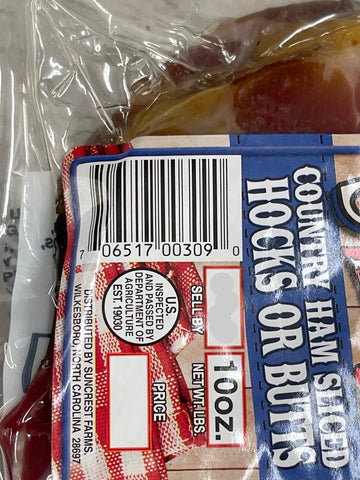 7 06517 00309 0
COUNTRY HAM SLICED
HOCKS OR BUTTS
SELL BY
10oz.
NET WT. LBS.
PRICE
U.S.
INSPECTED
AND PASSED BY
DEPARTMENT OF
AGRICULTURE
EST. 19030
DISTRIBUTED BY SUNCREST FARMS.
WILKESBORO, NORTH CAROLINA 28697